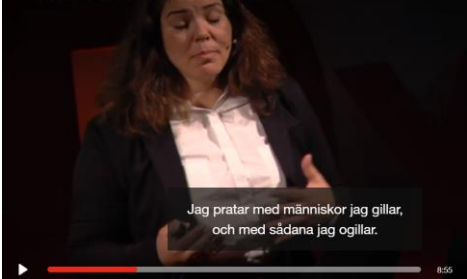 Jag pratar med människor jag gillar,
och med sådana jag ogillar.
8:55